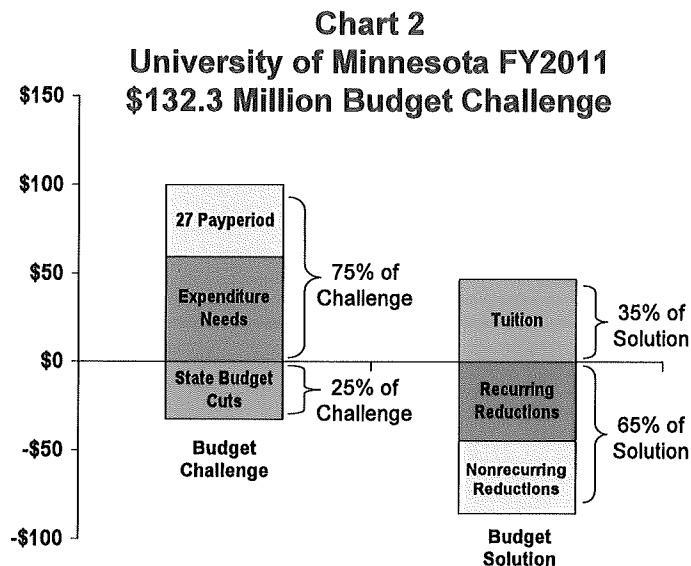 Chart 2
University of Minnesota FY2011
$132.3 Million Budget Challenge
$150
$100
$50
$0
-$50
-$100
27 Payperiod
Expenditure
Needs
State Budget
Cuts
75% of
Challenge
25% of
Challenge
Budget
Challenge
Tuition
Recurring
Reductions
Nonrecurring
Reductions
35% of
Solution
65% of
Solution
Budget
Solution